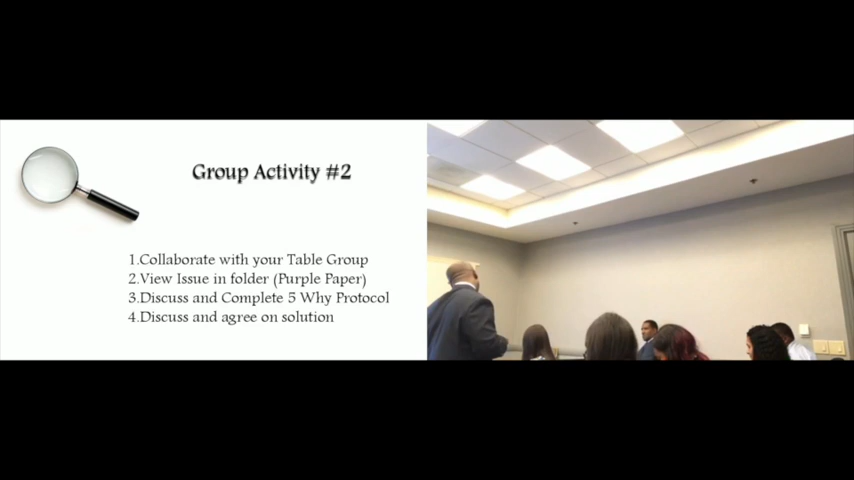 Group Activity #2
1.Collaborate with your Table Group
2.View Issue in folder (Purple Paper)
3.Discuss and Complete 5 Why Protocol
4.Discuss and agree on solution